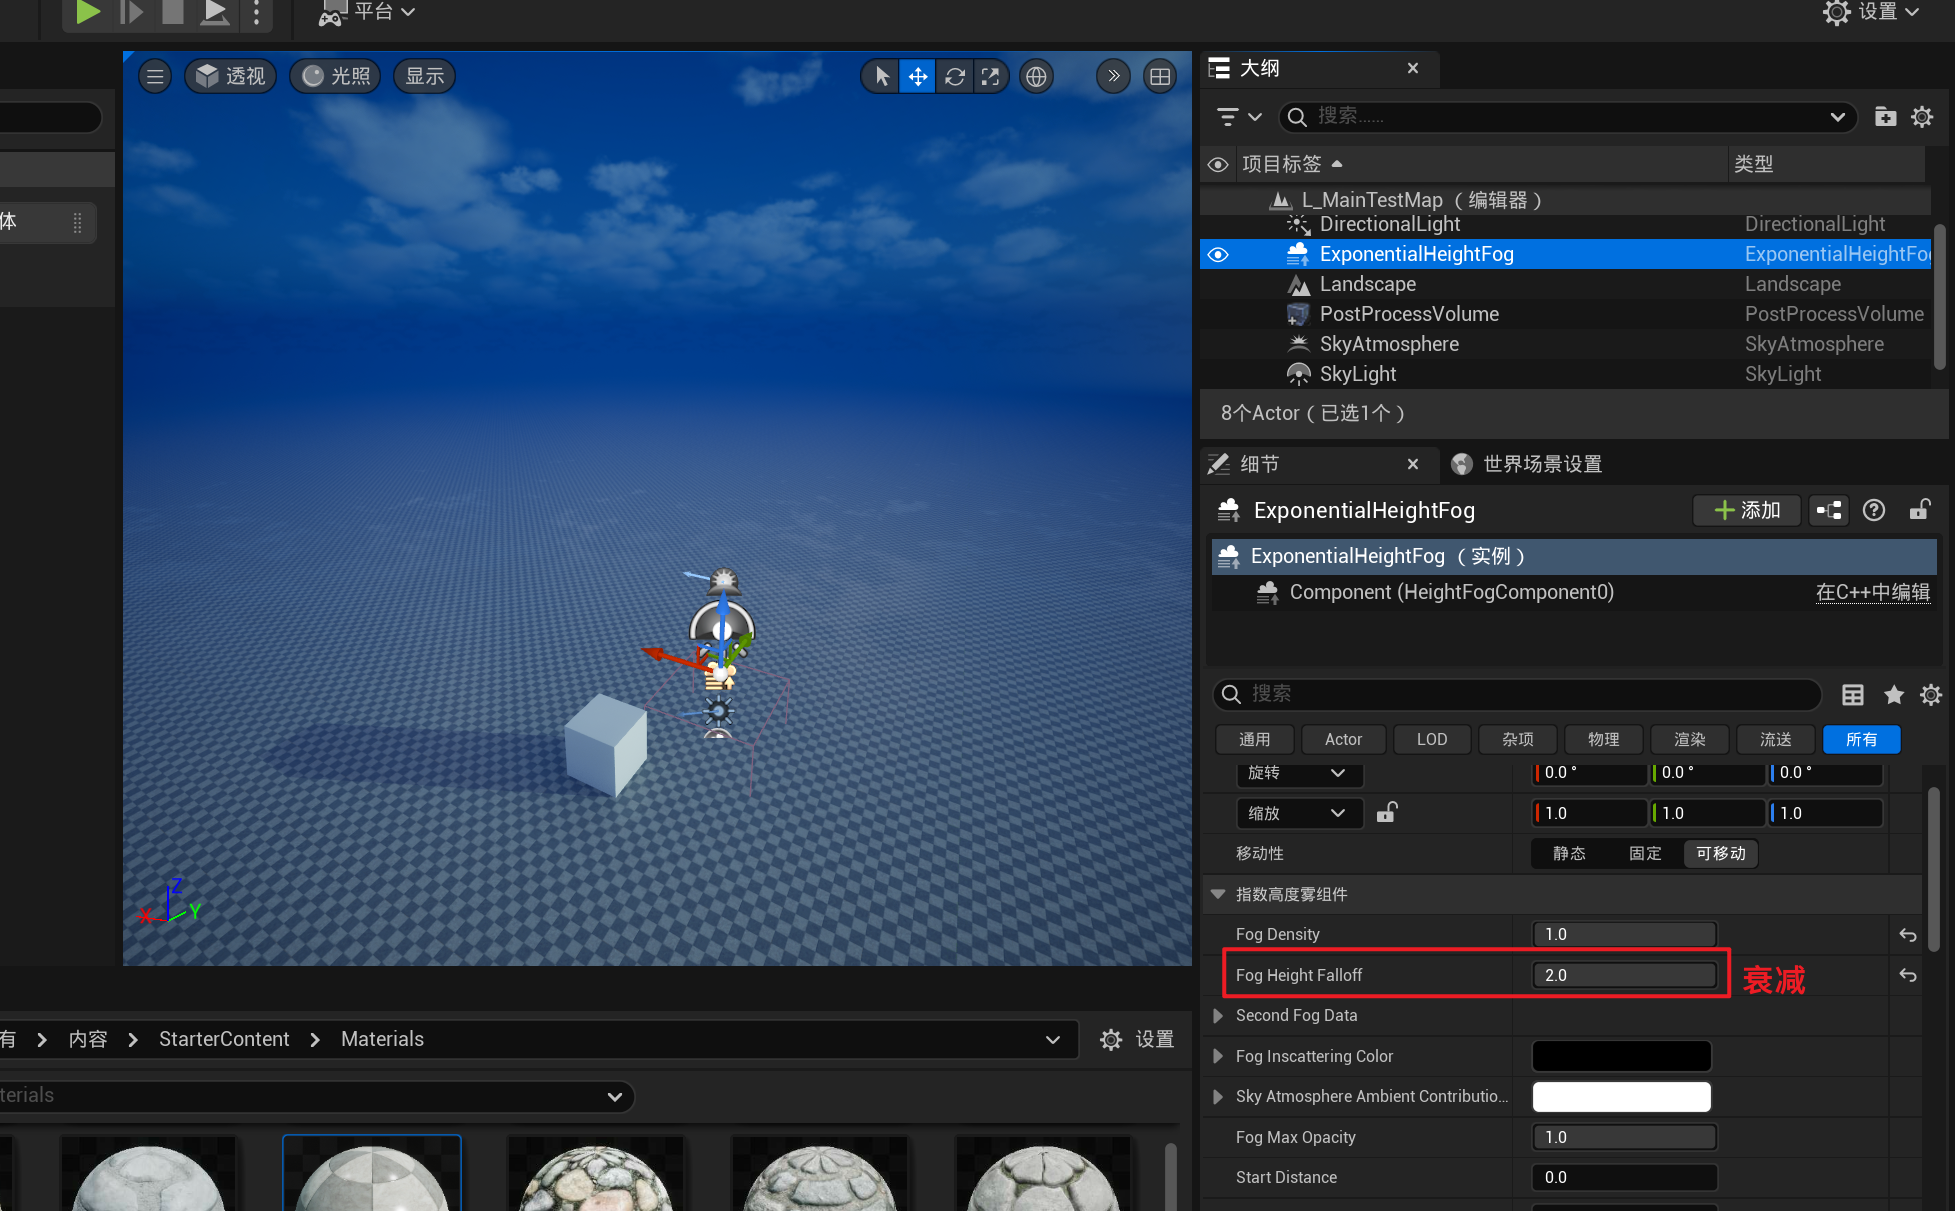 平台
设置
透视
光照
显示
大纲
搜索......
项目标签
类型
体
L_MainTestMap（编辑器）
DirectionalLight DirectionalLight
ExponentialHeightFog ExponentialHeightFo
Landscape Landscape
PostProcessVolume PostProcessVolume
SkyAtmosphere SkyAtmosphere
SkyLight SkyLight
8个Actor（已选1个）
细节
世界场景设置
ExponentialHeightFog
添加
ExponentialHeightFog（实例）
Component (HeightFogComponent0) 在C++中编辑
搜索
通用 Actor LOD 杂项 物理 渲染 流送 所有
旋转 0.0° 0.0° 0.0°
缩放 1.0 1.0 1.0
移动性 静态 固定 可移动
指数高度雾组件
Fog Density 1.0
Fog Height Falloff 2.0 衰减
Second Fog Data
Fog Inscattering Color
Sky Atmosphere Ambient Contributio...
Fog Max Opacity 1.0
Start Distance 0.0
Z
X
Y
有 > 内容 > StarterContent > Materials
设置
terials